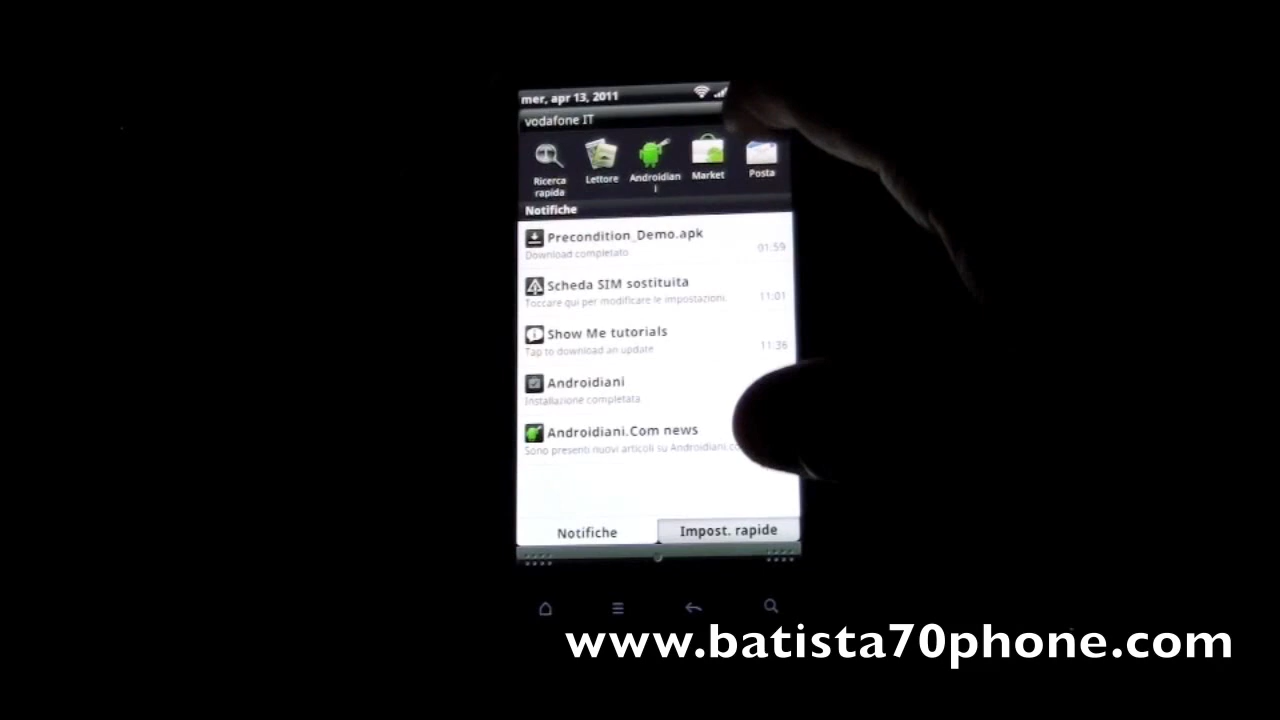 mer, apr 13, 2011
vodafone IT
Ricerca rapida
Lettore
Androidiani
Market
Posta
Notifiche
Precondition_Demo.apk
Download completato
01:59
Scheda SIM sostituita
Toccare qui per modificare le impostazioni.
11:01
Show Me tutorials
Tap to download an update
11:36
Androidiani
Installazione completata.
Androidiani.Com news
Sono presenti nuovi articoli su Androidiani.co
Notifiche
Impost. rapide
www.batista70phone.com